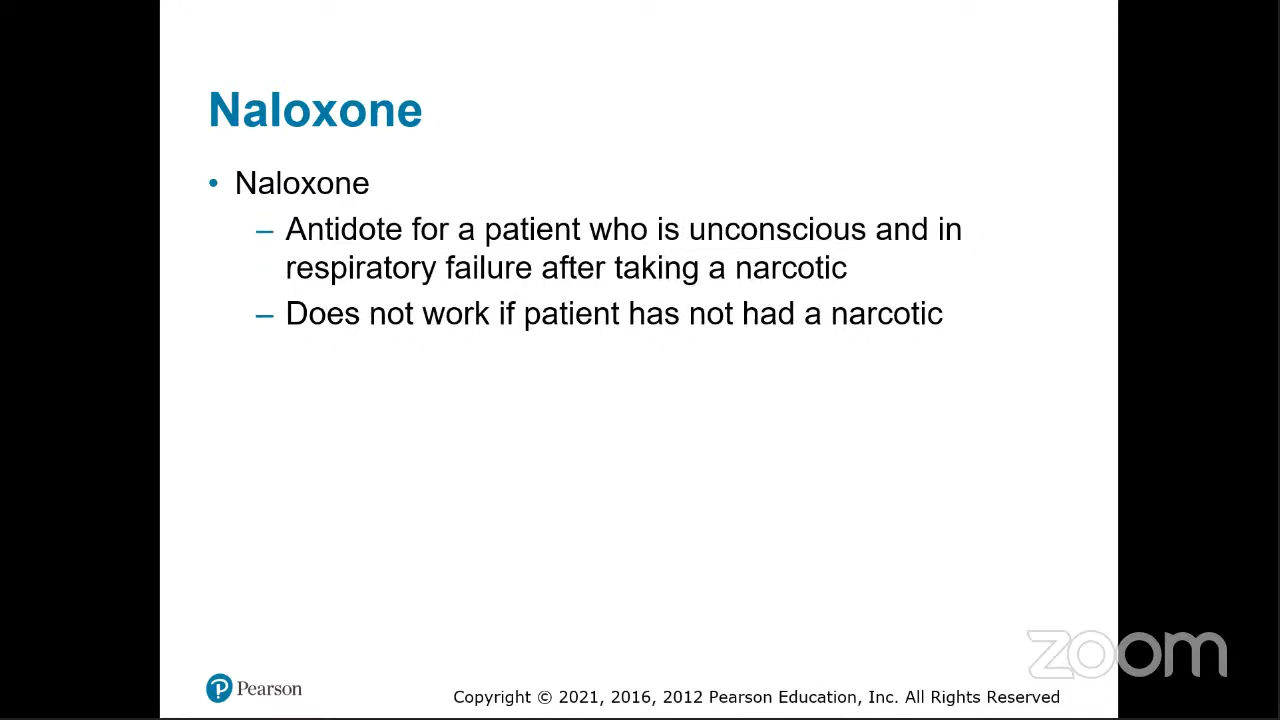 Naloxone
• Naloxone
– Antidote for a patient who is unconscious and in
respiratory failure after taking a narcotic
– Does not work if patient has not had a narcotic
zoom
Pearson
Copyright © 2021, 2016, 2012 Pearson Education, Inc. All Rights Reserved